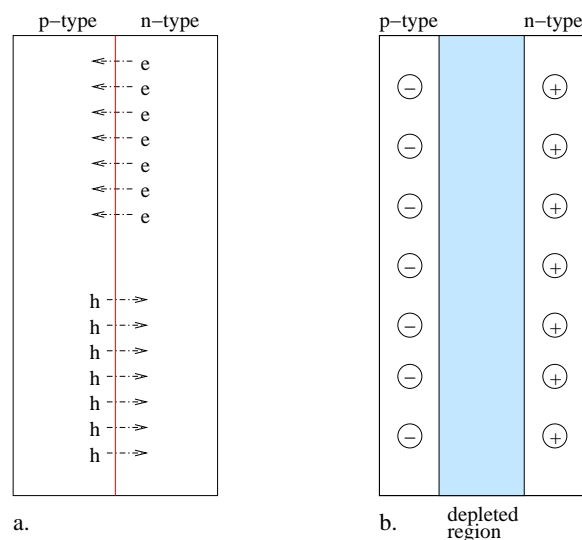 p−type n−type
e
e
e
e
e
e
e
h
h
h
h
h
h
h
a.
p−type n−type
− +
− +
− +
− +
− +
− +
− +
b. depleted
region